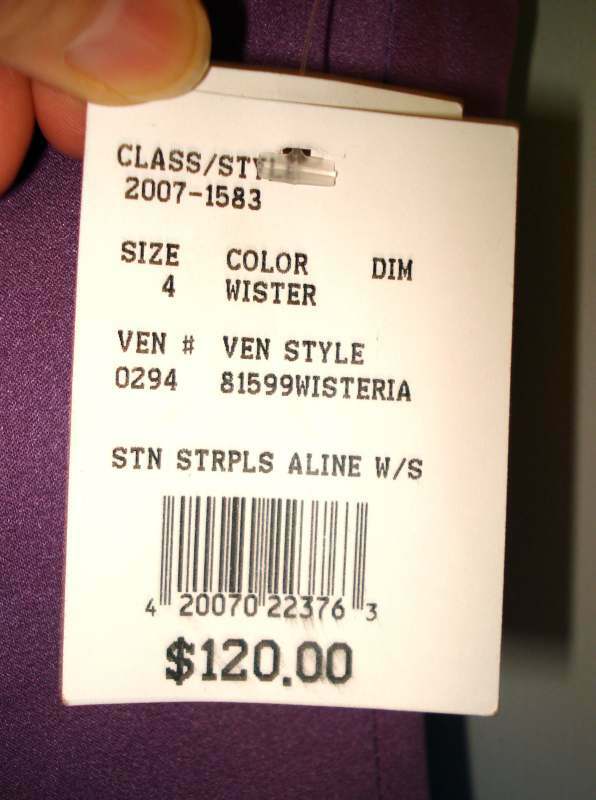 CLASS/STY
2007-1583
SIZE COLOR DIM
4 WISTER
VEN # VEN STYLE
0294 81599WISTERIA
STN STRPLS ALINE W/S
4 20070 22376 3
$120.00